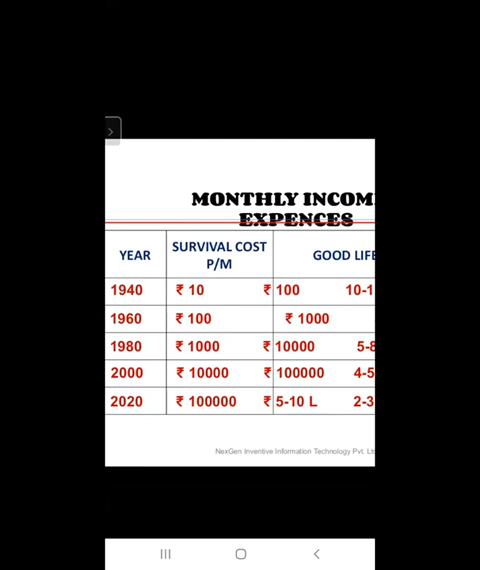 MONTHLY INCOM
EXPENCES
YEAR SURVIVAL COST P/M GOOD LIFE
1940 ₹ 10 ₹ 100 10-1
1960 ₹ 100 ₹ 1000
1980 ₹ 1000 ₹ 10000 5-8
2000 ₹ 10000 ₹ 100000 4-5
2020 ₹ 100000 ₹ 5-10 L 2-3
NexGen Inventive Information Technology Pvt. Ltd